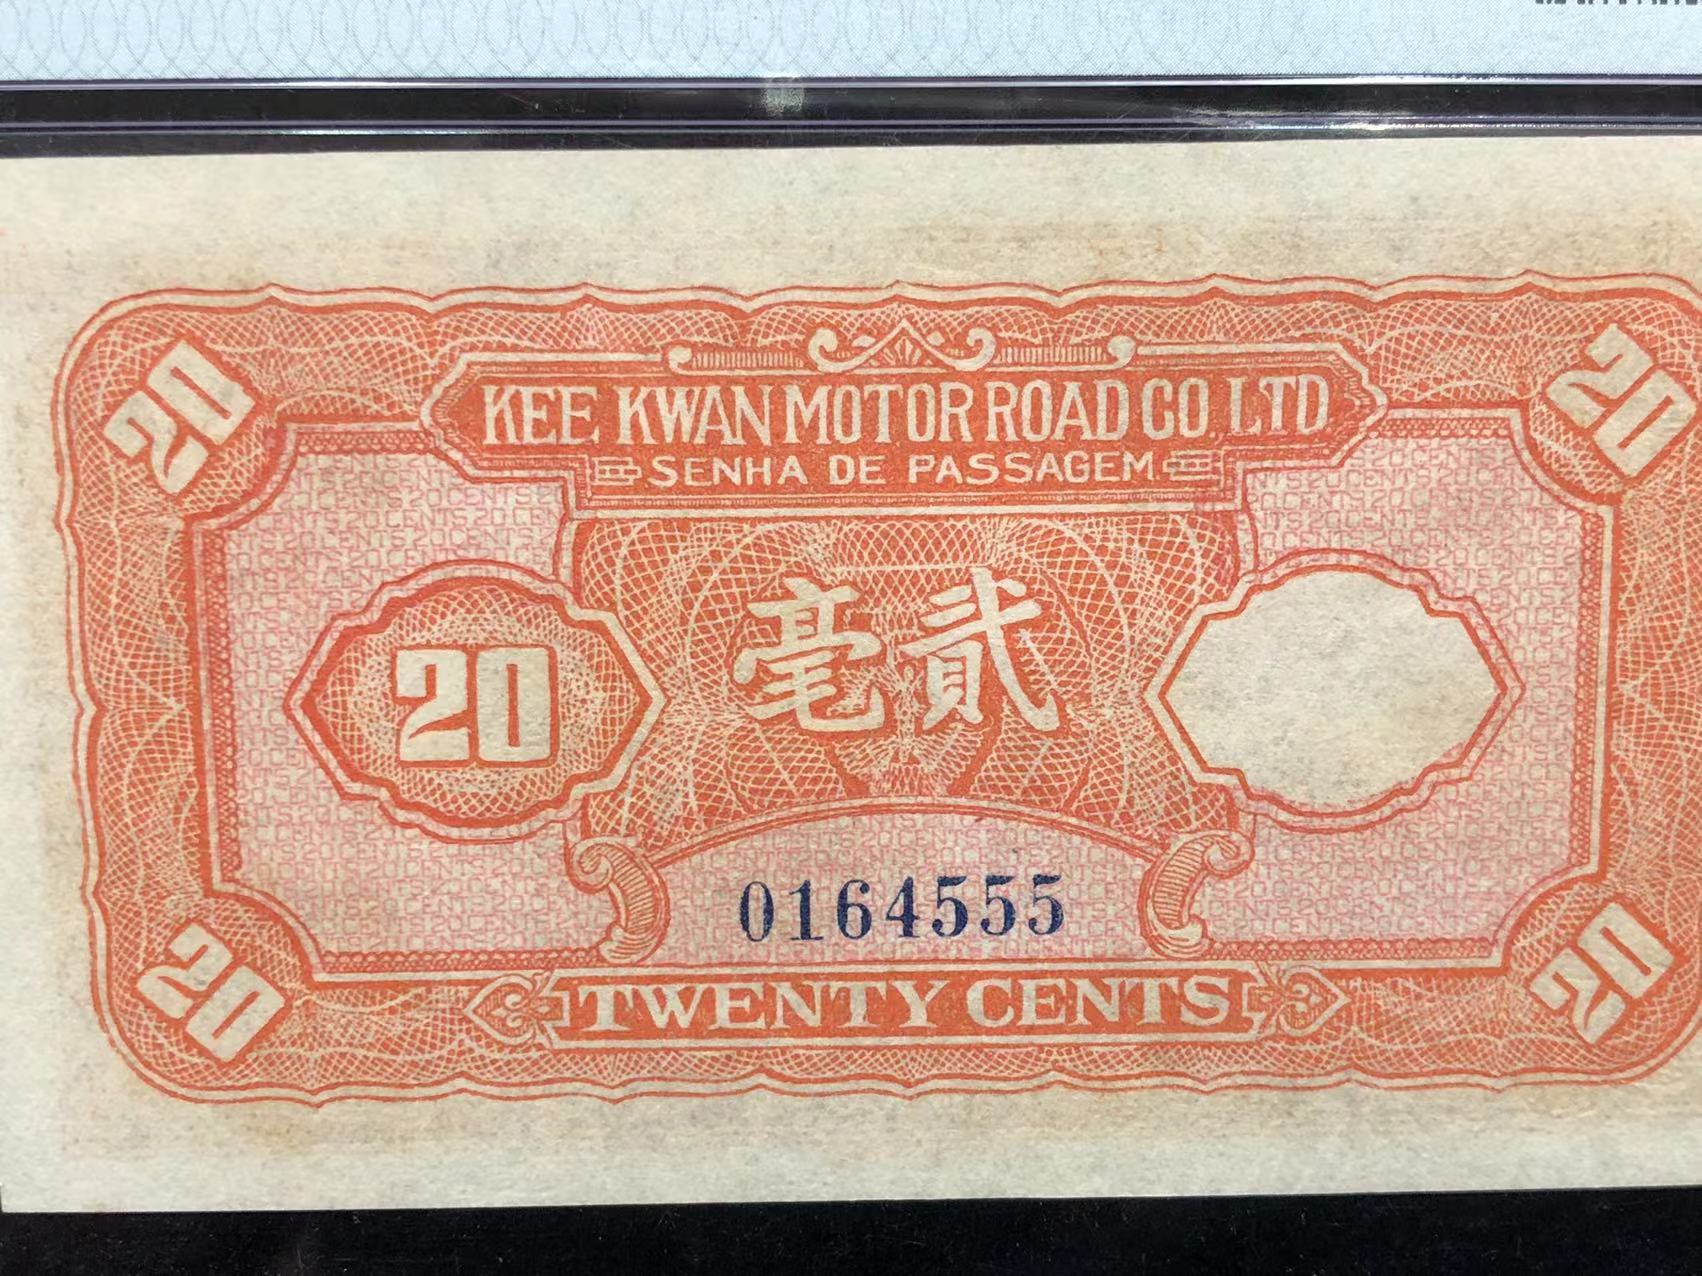 20
20
KEE KWAN MOTOR ROAD CO. LTD
SENHA DE PASSAGEM
毫貳
20
0164555
20
TWENTY CENTS
20